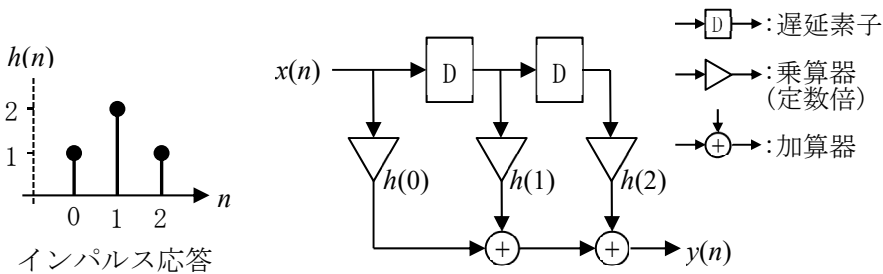 h(n)
2
1
0 1 2
n
インパルス応答
x(n)
D D
h(0) h(1) h(2)
+ +
y(n)
D :遅延素子
:乗算器
(定数倍)
+ :加算器